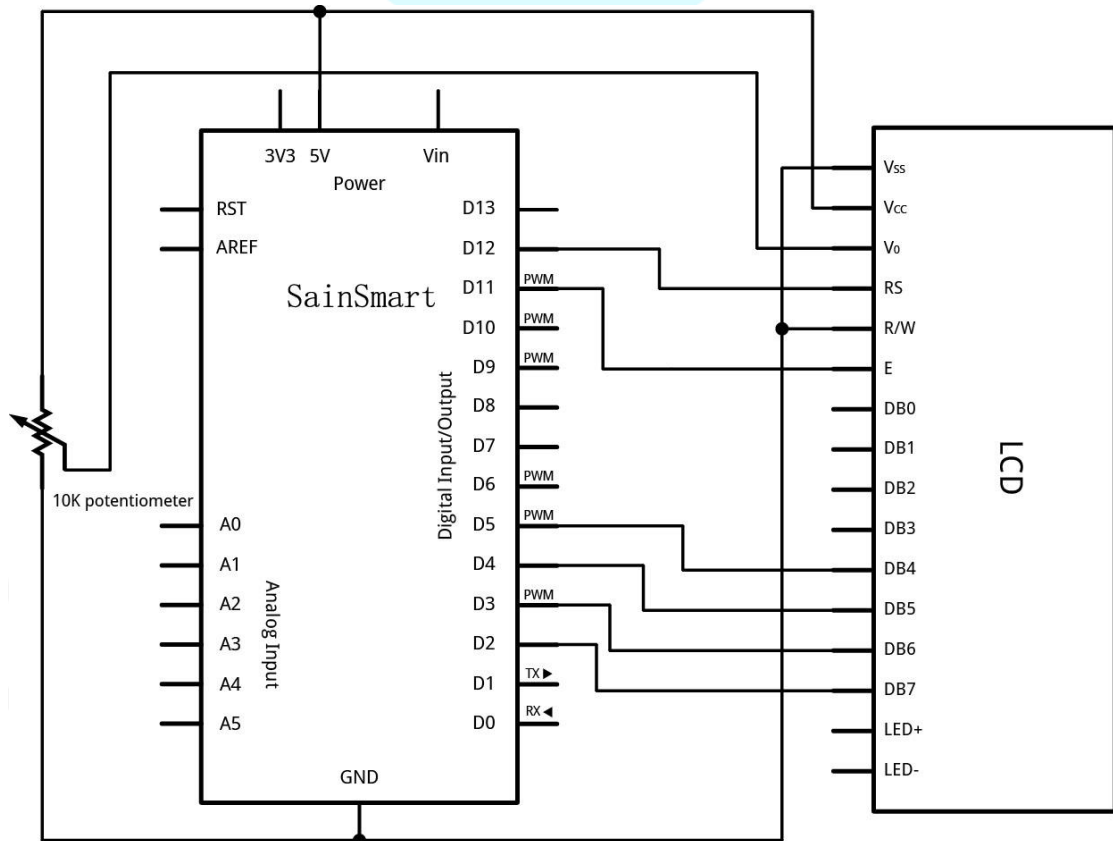 3V3 5V Vin
Power
RST
AREF
SainSmart
D13
D12
D11 PWM
D10 PWM
D9 PWM
D8
D7
D6 PWM
D5 PWM
D4
D3 PWM
D2
D1 TX ▶
D0 RX ◀
Digital Input/Output
10K potentiometer
A0
A1
A2
A3
A4
A5
Analog Input
GND
Vss
Vcc
V0
RS
R/W
E
DB0
DB1
DB2
DB3
DB4
DB5
DB6
DB7
LED+
LED-
LCD